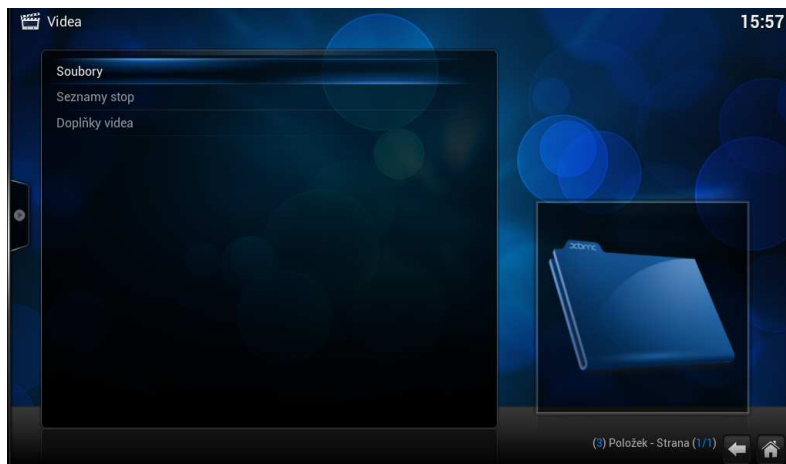 Videa
15:57
Soubory
Seznamy stop
Doplňky videa
xbmc
(3) Položek - Strana (1/1)